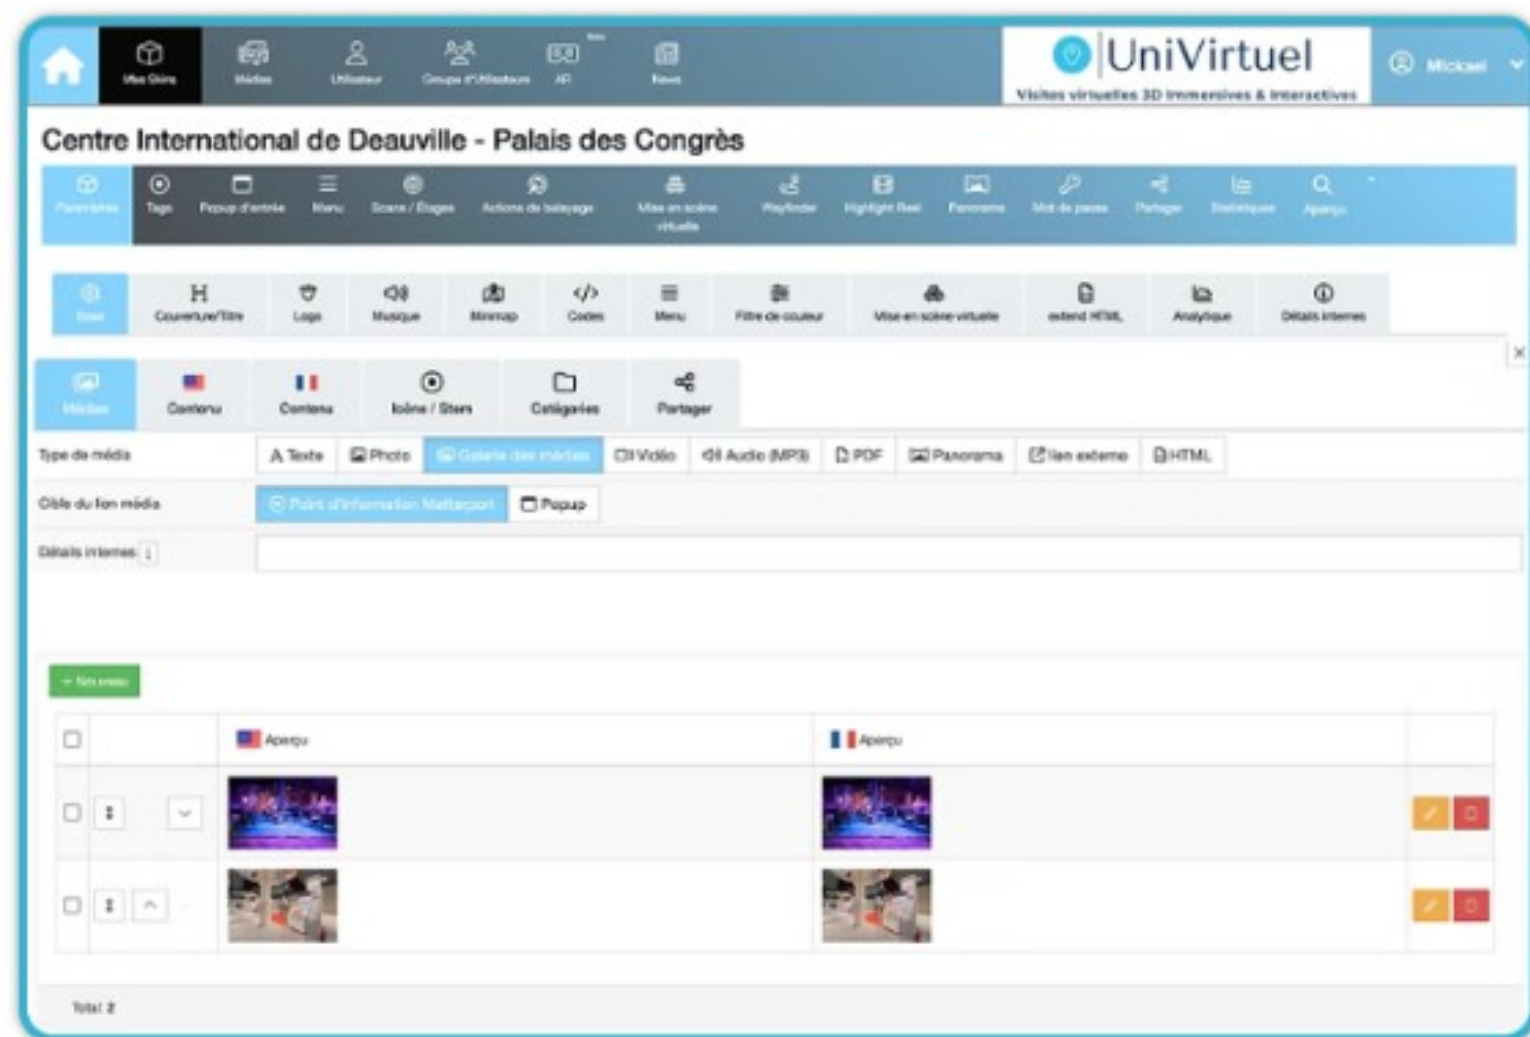 Mes Skins Médias Utilisateur Groupe d'Utilisateurs AR News
UniVirtuel
Visites virtuelles 3D Immersives & Interactives
Mickael
Centre International de Deauville - Palais des Congrès
Paramètres Tags Popup d'entrée Menu Scans / Étages Actions de balayage Mise en scène virtuelle Wayfinder Highlight Reel Panorama Mot de passe Partager Statistiques Aperçu
Base Couverture/Titre Logo Musique Minimap Codes Menu Filtre de couleur Mise en scène virtuelle extend HTML Analytique Détails internes
Médias Contenu Contenu Icône / Stem Catégories Partager
Type de média A Texte Photo Galerie des médias Vidéo Audio (MP3) PDF Panorama lien externe HTML
Cible du lien média Point d'information Matterport Popup
Détails internes
+ Nouveau
Aperçu Aperçu
Total: 2